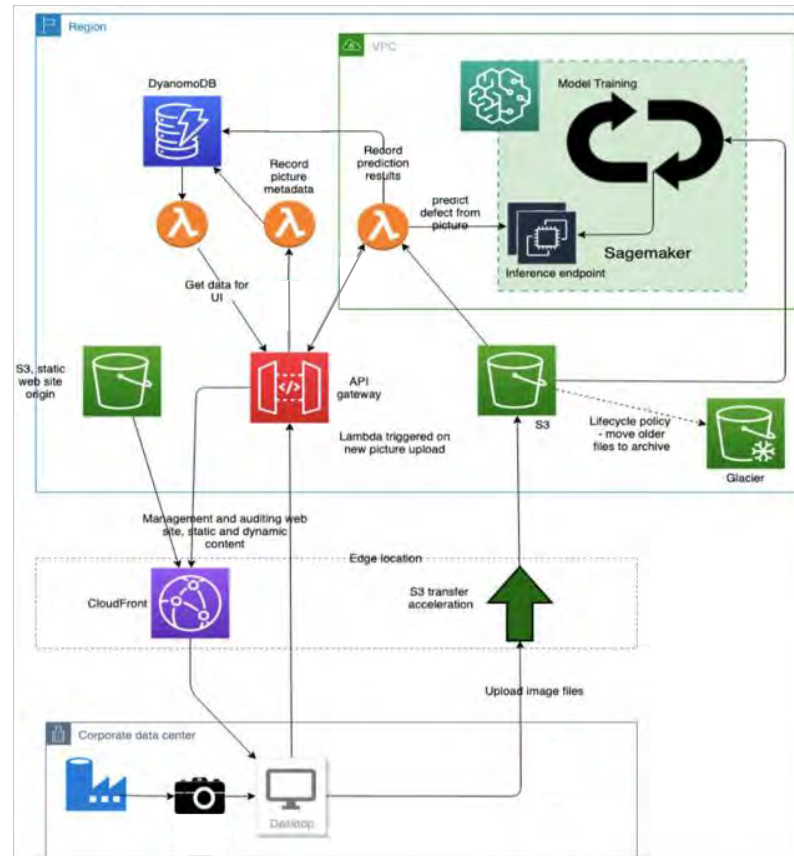 Region
VPC
DyanomoDB
Model Training
Record
prediction
results
Record
picture
metadata
predict
defect from
picture
Sagemaker
Inference endpoint
Get data for
UI
S3, static
web site
origin
API
gateway
S3
Lambda triggered on
new picture upload
Lifecycle policy
- move older
files to archive
Glacier
Management and auditing web
site, static and dynamic
content
Edge location
CloudFront
S3 transfer
acceleration
Upload image files
Corporate data center
Desktop